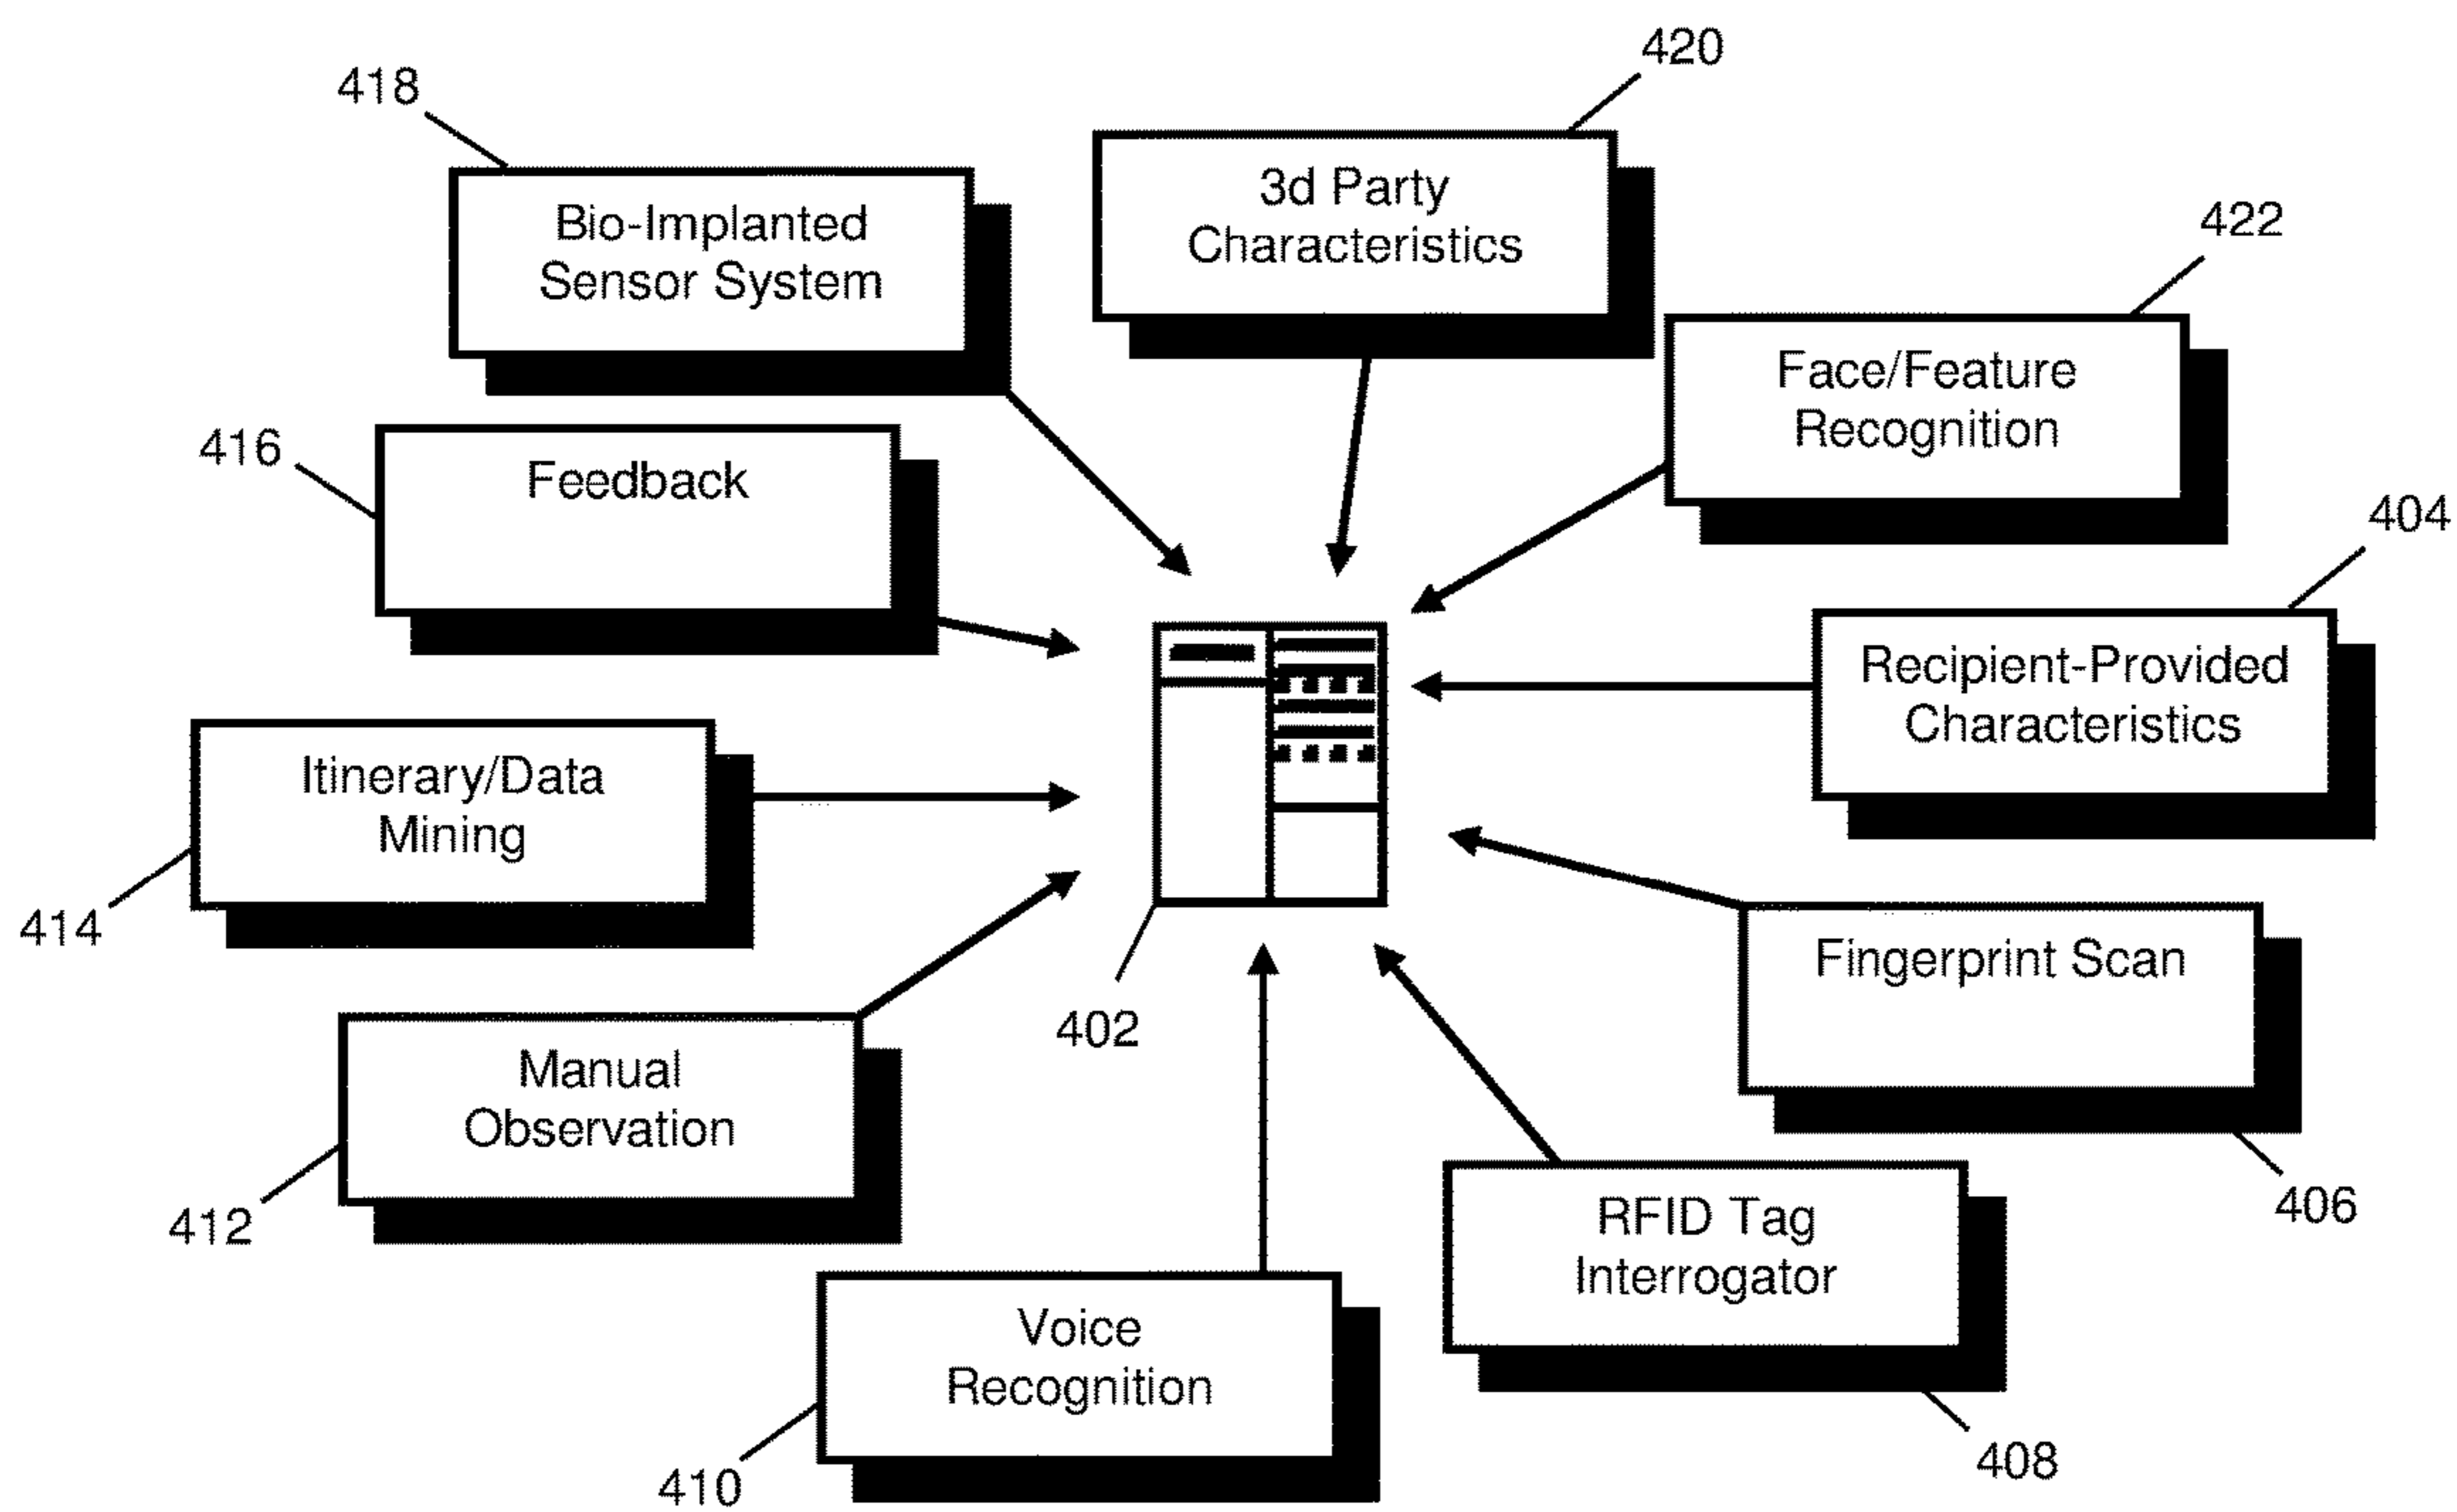 420
418
3d Party
Characteristics
Bio-Implanted
Sensor System
422
Face/Feature
Recognition
416
Feedback
404
Recipient-Provided
Characteristics
Itinerary/Data
Mining
414
Fingerprint Scan
402
Manual
Observation
406
412
RFID Tag
Interrogator
Voice
Recognition
408
410